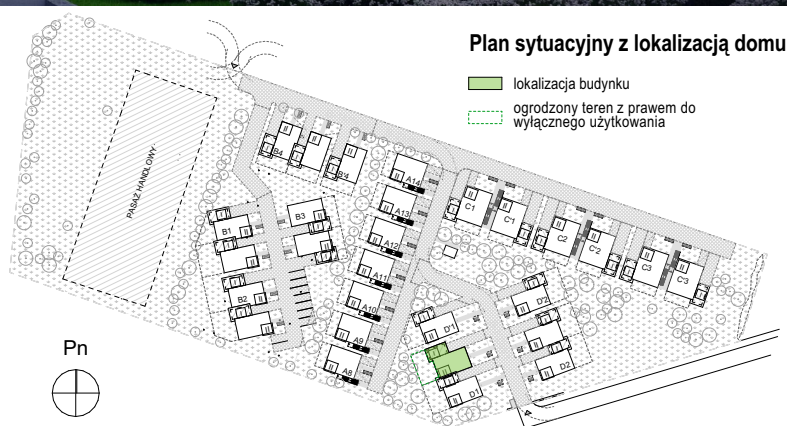 Plan sytuacyjny z lokalizacją domu
lokalizacja budynku
ogrodzony teren z prawem do
wyłącznego użytkowania
PASAŻ HANDLOWY
B4
B'4
A14
A13
A12
A11
A10
A9
A8
B1
B3
B2
C1
C'1
C2
C'2
C3
C'3
D'1
D'2
D1
D2
Pn